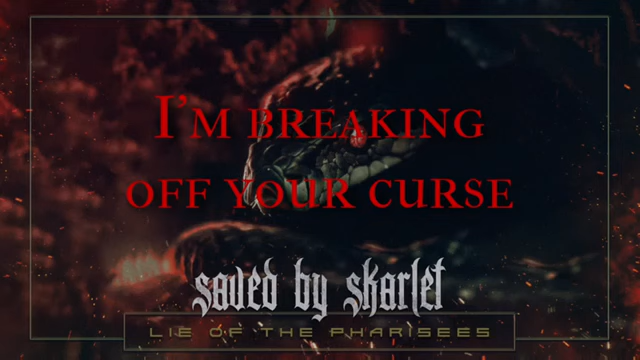 I'm breaking
off your curse
saved by skarlet
LIE OF THE PHARISEES